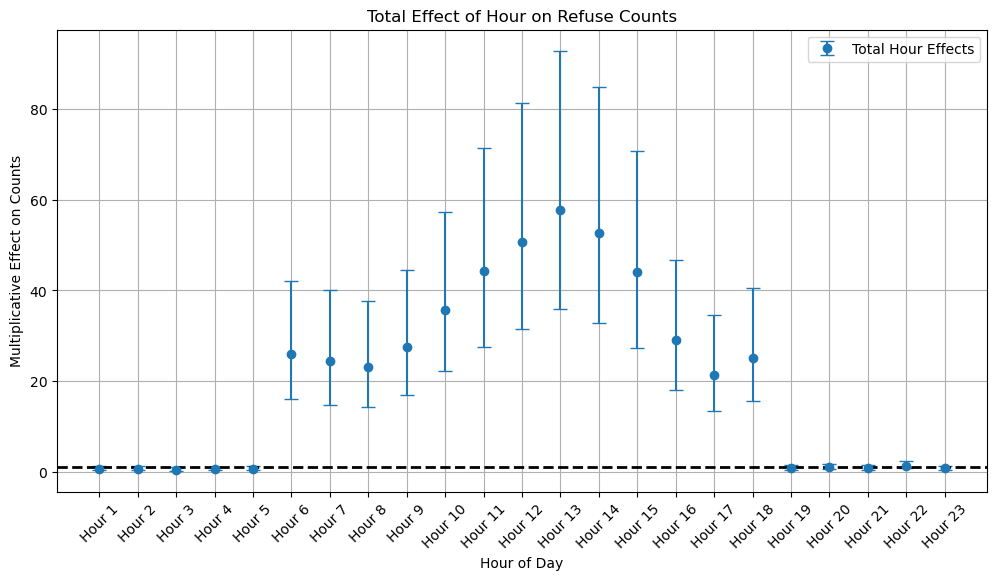 Total Effect of Hour on Refuse Counts
Total Hour Effects
Multiplicative Effect on Counts
80
60
40
20
0
Hour 1
Hour 2
Hour 3
Hour 4
Hour 5
Hour 6
Hour 7
Hour 8
Hour 9
Hour 10
Hour 11
Hour 12
Hour 13
Hour 14
Hour 15
Hour 16
Hour 17
Hour 18
Hour 19
Hour 20
Hour 21
Hour 22
Hour 23
Hour of Day